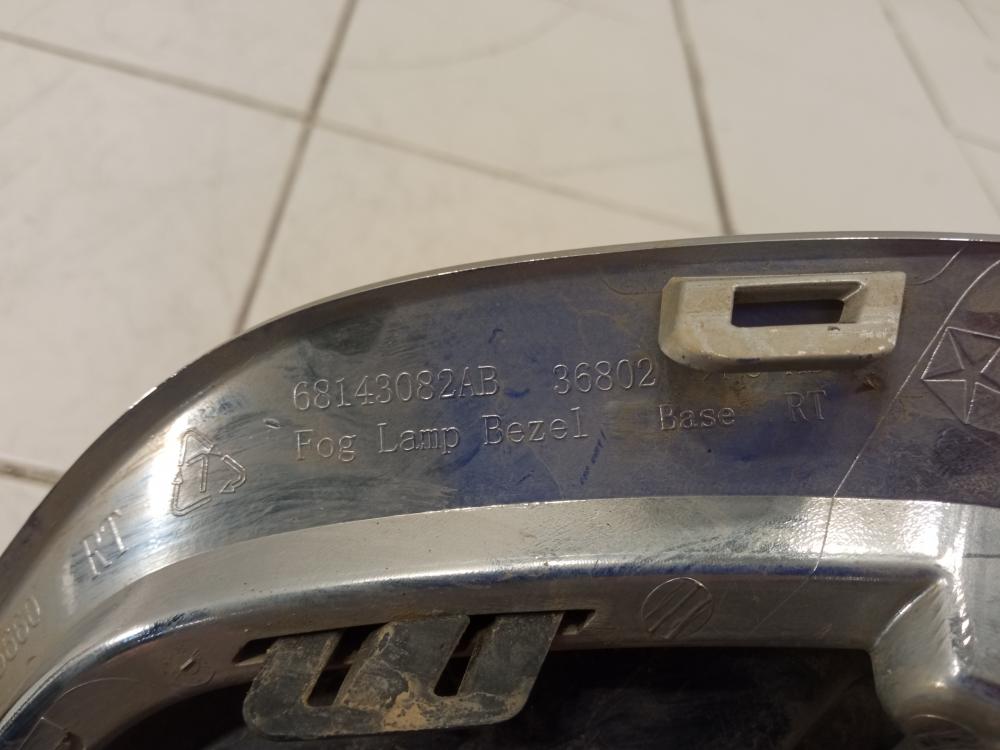 68143082AB 36802
Fog Lamp Bezel Base RT
RT